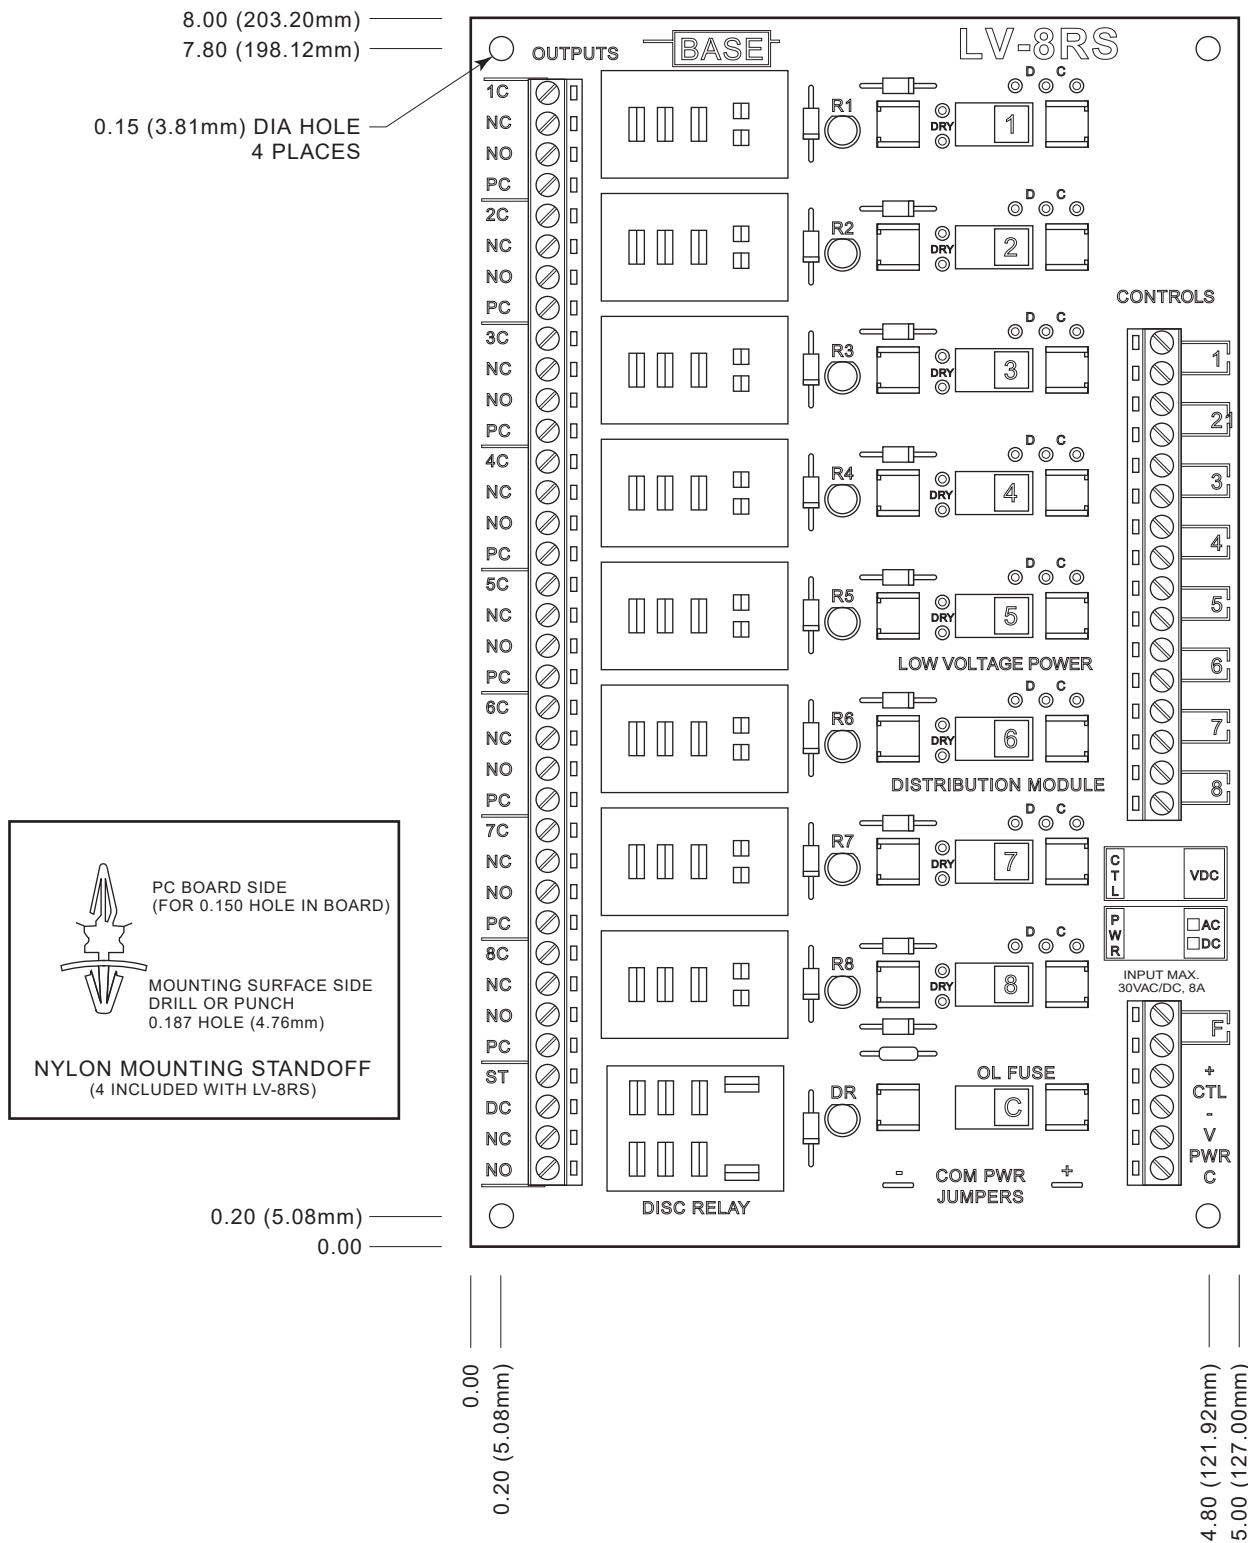 8.00 (203.20mm)
7.80 (198.12mm)
0.15 (3.81mm) DIA HOLE
4 PLACES
OUTPUTS
BASE
LV-8RS
1C
NC
NO
PC
2C
NC
NO
PC
3C
NC
NO
PC
4C
NC
NO
PC
5C
NC
NO
PC
6C
NC
NO
PC
7C
NC
NO
PC
8C
NC
NO
PC
ST
DC
NC
NO
R1
DRY
1
D C
R2
DRY
2
D C
R3
DRY
3
D C
R4
DRY
4
D C
R5
DRY
5
D C
LOW VOLTAGE POWER
R6
DRY
6
D C
DISTRIBUTION MODULE
R7
DRY
7
D C
R8
DRY
8
D C
OL FUSE
DR
C
- COM PWR +
JUMPERS
DISC RELAY
CONTROLS
1
21
3
4
5
6
7
8
CTL
VDC
PWR
AC
DC
INPUT MAX.
30VAC/DC, 8A
F
+
CTL
-
V
PWR
C
PC BOARD SIDE
(FOR 0.150 HOLE IN BOARD)
MOUNTING SURFACE SIDE
DRILL OR PUNCH
0.187 HOLE (4.76mm)
NYLON MOUNTING STANDOFF
(4 INCLUDED WITH LV-8RS)
0.20 (5.08mm)
0.00
0.00
0.20 (5.08mm)
4.80 (121.92mm)
5.00 (127.00mm)